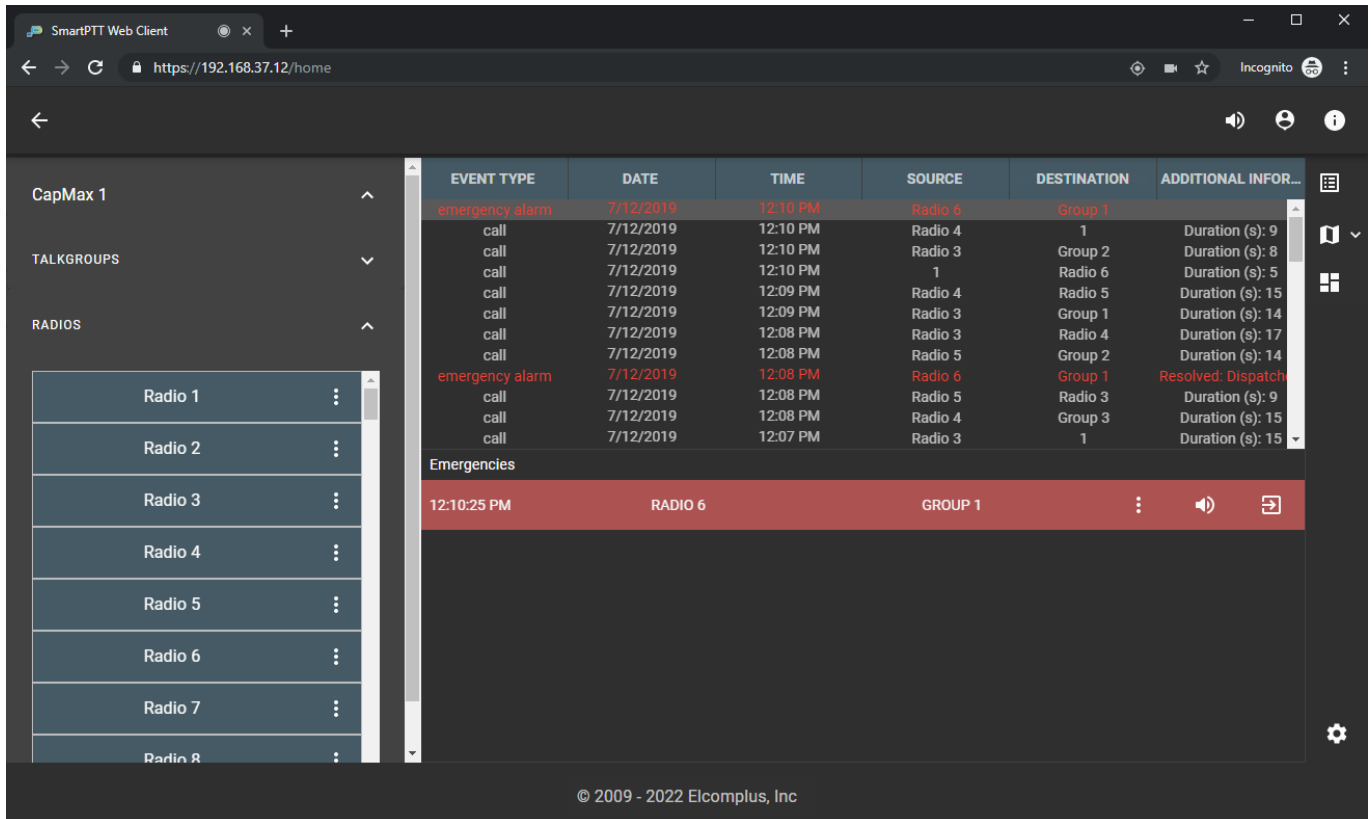 SmartPTT Web Client
https://192.168.37.12/home
Incognito
CapMax 1
TALKGROUPS
RADIOS
Radio 1
Radio 2
Radio 3
Radio 4
Radio 5
Radio 6
Radio 7
Radio 8
EVENT TYPE DATE TIME SOURCE DESTINATION ADDITIONAL INFOR...
emergency alarm 7/12/2019 12:10 PM Radio 6 Group 1
call 7/12/2019 12:10 PM Radio 4 1 Duration (s): 9
call 7/12/2019 12:10 PM Radio 3 Group 2 Duration (s): 8
call 7/12/2019 12:10 PM 1 Radio 6 Duration (s): 5
call 7/12/2019 12:09 PM Radio 4 Radio 5 Duration (s): 15
call 7/12/2019 12:09 PM Radio 3 Group 1 Duration (s): 14
call 7/12/2019 12:08 PM Radio 3 Radio 4 Duration (s): 17
call 7/12/2019 12:08 PM Radio 5 Group 2 Duration (s): 14
emergency alarm 7/12/2019 12:08 PM Radio 6 Group 1 Resolved: Dispatche
call 7/12/2019 12:08 PM Radio 5 Radio 3 Duration (s): 9
call 7/12/2019 12:08 PM Radio 4 Group 3 Duration (s): 15
call 7/12/2019 12:07 PM Radio 3 1 Duration (s): 15
Emergencies
12:10:25 PM RADIO 6 GROUP 1
© 2009 - 2022 Elcomplus, Inc